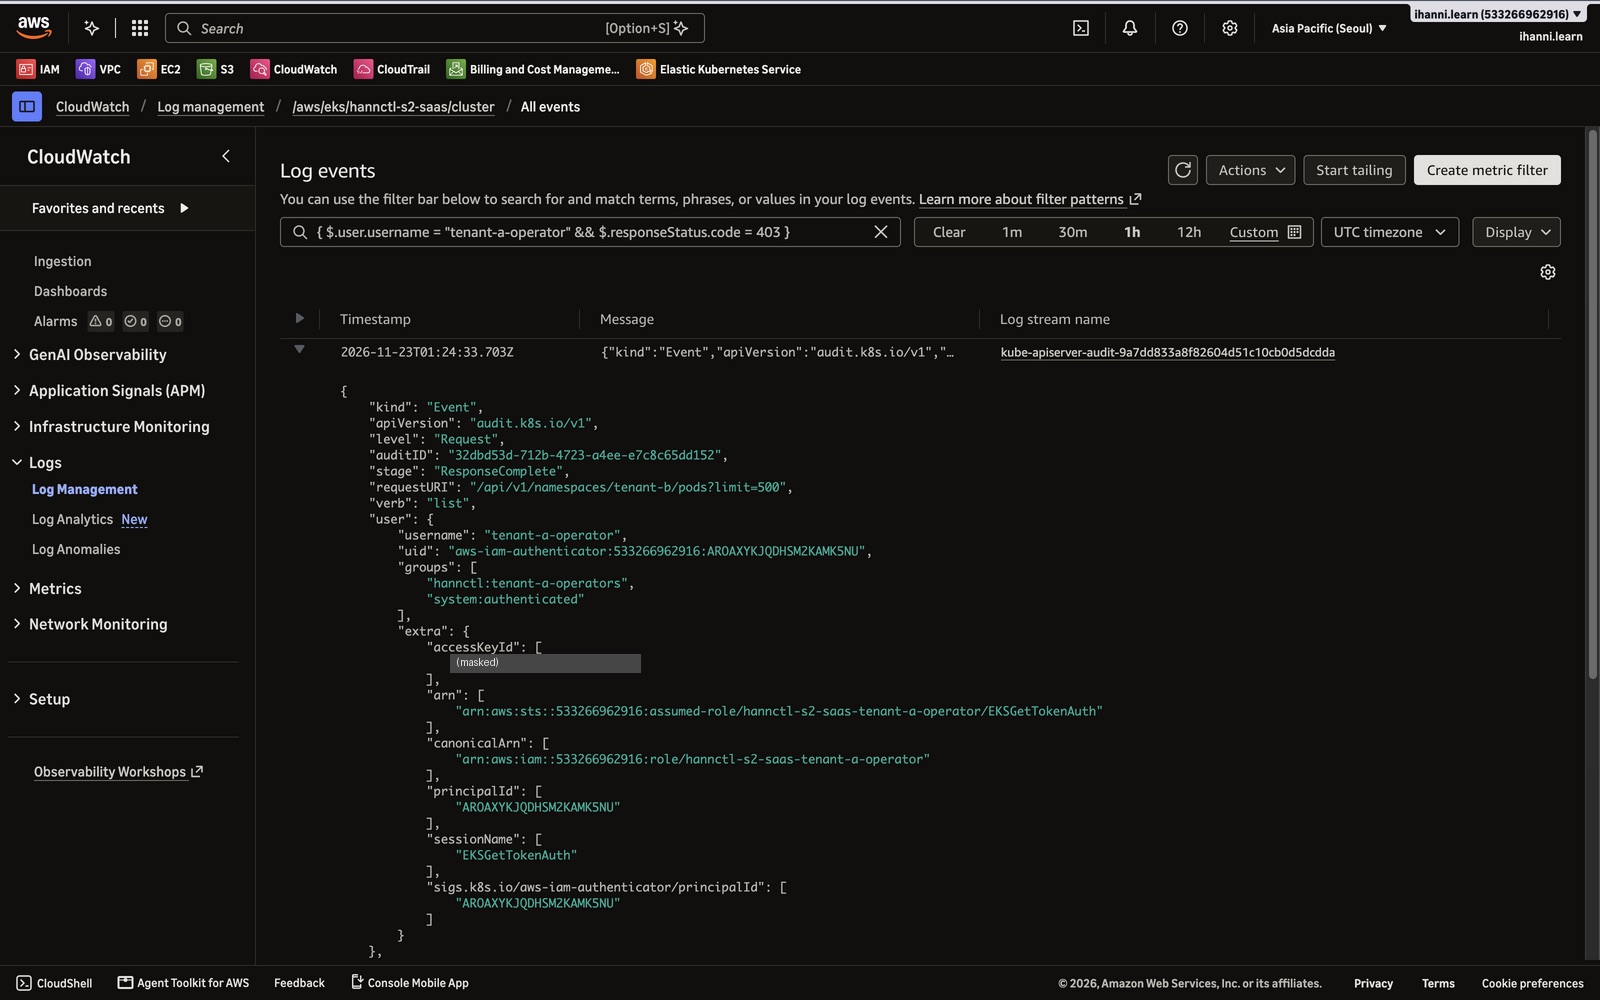 aws
Search [Option+S]
Asia Pacific (Seoul)
ihanni.learn (533266962916)
ihanni.learn
IAM VPC EC2 S3 CloudWatch CloudTrail Billing and Cost Manageme... Elastic Kubernetes Service
CloudWatch / Log management / /aws/eks/hannctl-s2-saas/cluster / All events
CloudWatch
Favorites and recents
Ingestion
Dashboards
Alarms 0 0 0
GenAI Observability
Application Signals (APM)
Infrastructure Monitoring
Logs
Log Management
Log Analytics New
Log Anomalies
Metrics
Network Monitoring
Setup
Observability Workshops
Log events
Actions Start tailing Create metric filter
You can use the filter bar below to search for and match terms, phrases, or values in your log events. Learn more about filter patterns
{ $.user.username = "tenant-a-operator" && $.responseStatus.code = 403 }
Clear 1m 30m 1h 12h Custom UTC timezone Display
Timestamp Message Log stream name
2026-11-23T01:24:33.703Z {"kind":"Event","apiVersion":"audit.k8s.io/v1","... kube-apiserver-audit-9a7dd833a8f82604d51c10cb0d5dcdda
{
"kind": "Event",
"apiVersion": "audit.k8s.io/v1",
"level": "Request",
"auditID": "32dbd53d-712b-4723-a4ee-e7c8c65dd152",
"stage": "ResponseComplete",
"requestURI": "/api/v1/namespaces/tenant-b/pods?limit=500",
"verb": "list",
"user": {
"username": "tenant-a-operator",
"uid": "aws-iam-authenticator:533266962916:AROAXYKJQDHSM2KAMK5NU",
"groups": [
"hannctl:tenant-a-operators",
"system:authenticated"
],
"extra": {
"accessKeyId": [
(masked)
],
"arn": [
"arn:aws:sts::533266962916:assumed-role/hannctl-s2-saas-tenant-a-operator/EKSGetTokenAuth"
],
"canonicalArn": [
"arn:aws:iam::533266962916:role/hannctl-s2-saas-tenant-a-operator"
],
"principalId": [
"AROAXYKJQDHSM2KAMK5NU"
],
"sessionName": [
"EKSGetTokenAuth"
],
"sigs.k8s.io/aws-iam-authenticator/principalId": [
"AROAXYKJQDHSM2KAMK5NU"
]
}
},
CloudShell Agent Toolkit for AWS Feedback Console Mobile App
© 2026, Amazon Web Services, Inc. or its affiliates. Privacy Terms Cookie preferences